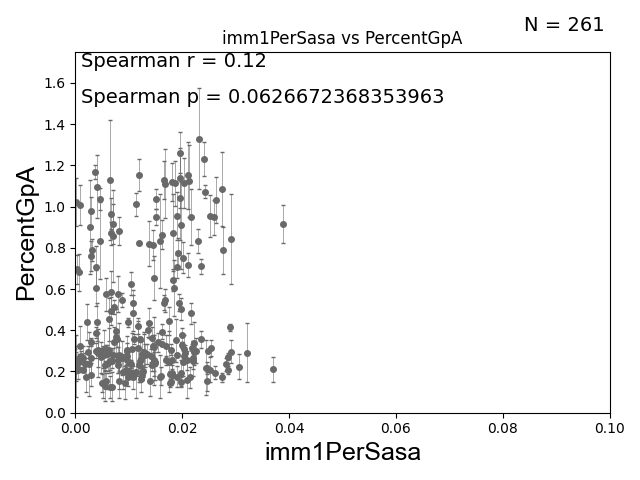 N = 261
imm1PerSasa vs PercentGpA
Spearman r = 0.12
Spearman p = 0.0626672368353963
PercentGpA
1.6
1.4
1.2
1.0
0.8
0.6
0.4
0.2
0.0
0.00 0.02 0.04 0.06 0.08 0.10
imm1PerSasa